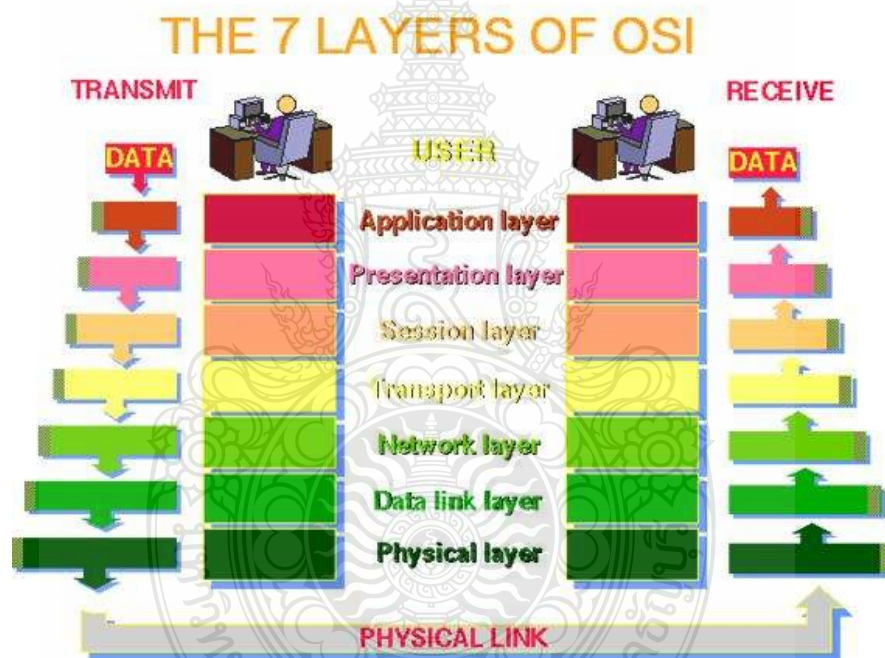 THE 7 LAYERS OF OSI
TRANSMIT
RECEIVE
DATA
USER
DATA
Application layer
Presentation layer
Session layer
Transport layer
Network layer
Data link layer
Physical layer
PHYSICAL LINK